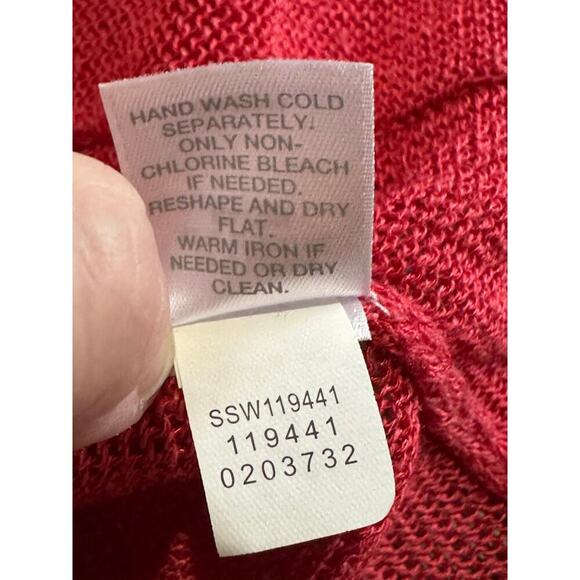 HAND WASH COLD
SEPARATELY.
ONLY NON-
CHLORINE BLEACH
IF NEEDED.
RESHAPE AND DRY
FLAT.
WARM IRON IF
NEEDED OR DRY
CLEAN.
SSW119441
119441
0203732